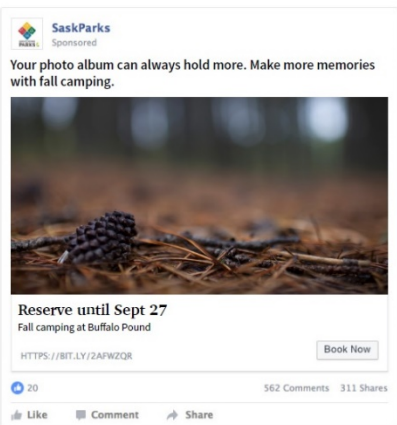 SaskParks
Sponsored
Your photo album can always hold more. Make more memories
with fall camping.
Reserve until Sept 27
Fall camping at Buffalo Pound
HTTPS://BIT.LY/2AFWZQR
Book Now
20
562 Comments 311 Shares
Like Comment Share